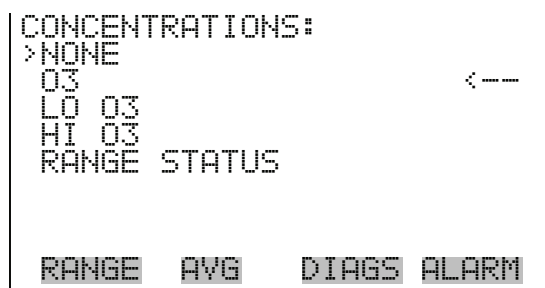 CONCENTRATIONS:
>NONE
O3 <--
LO O3
HI O3
RANGE STATUS
RANGE AVG DIAGS ALARM